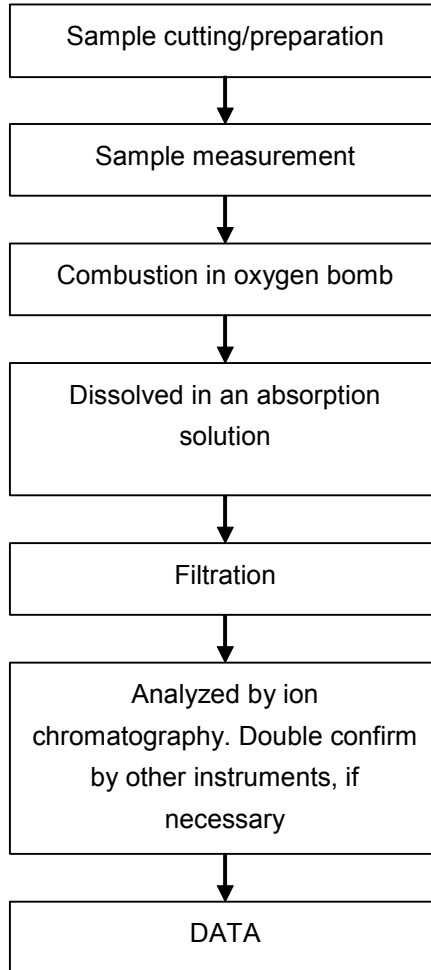 Sample cutting/preparation
Sample measurement
Combustion in oxygen bomb
Dissolved in an absorption
solution
Filtration
Analyzed by ion
chromatography. Double confirm
by other instruments, if
necessary
DATA